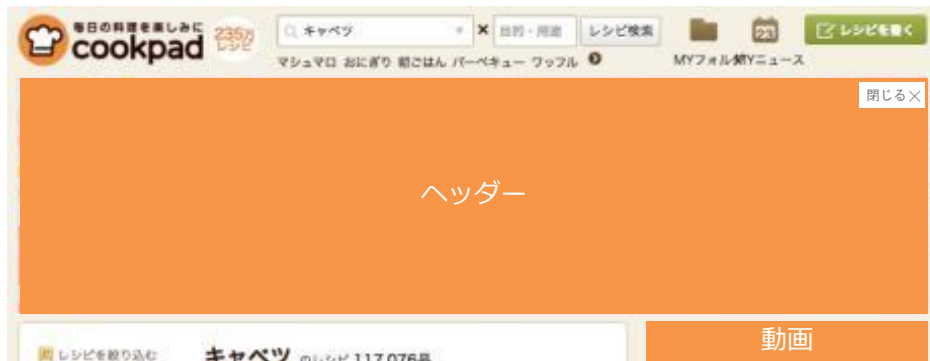 毎日の料理を楽しみに
cookpad
235万
レシピ
キャベツ
×
目的・用途
レシピ検索
マシュマロ おにぎり 朝ごはん バーベキュー ワッフル
MYフォルダ
MYニュース
23
レシピを書く
閉じる×
ヘッダー
動画
レシピを絞り込む
キャベツ のレシピ 117,076品